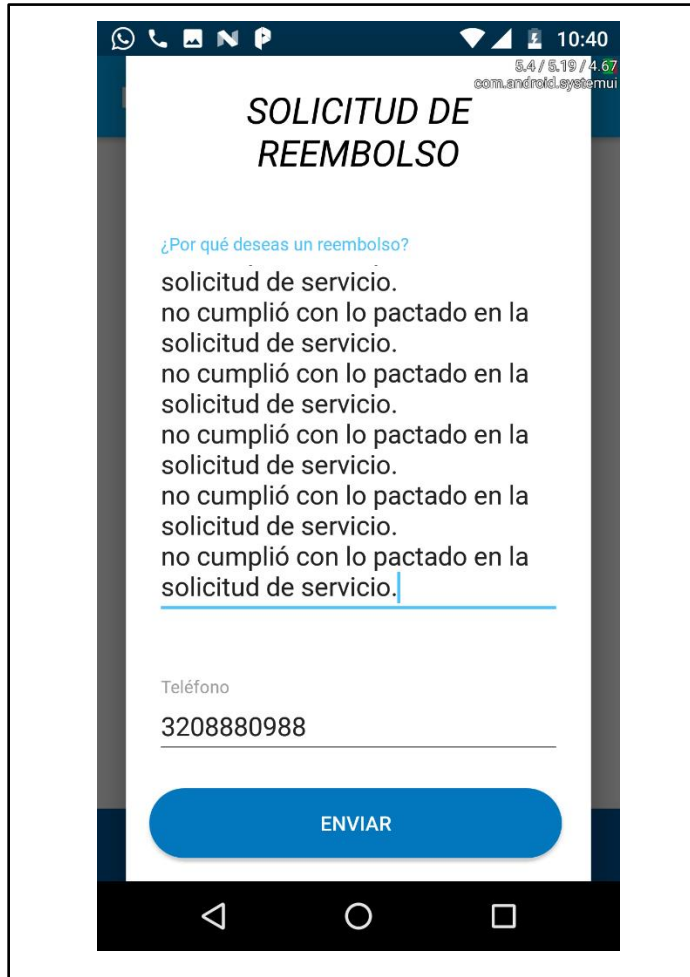 10:40
5.4 / 5.19 / 4.67
com.android.systemui
SOLICITUD DE
REEMBOLSO
¿Por qué deseas un reembolso?
solicitud de servicio.
no cumplió con lo pactado en la
solicitud de servicio.
no cumplió con lo pactado en la
solicitud de servicio.
no cumplió con lo pactado en la
solicitud de servicio.
no cumplió con lo pactado en la
solicitud de servicio.
no cumplió con lo pactado en la
solicitud de servicio.
Teléfono
3208880988
ENVIAR